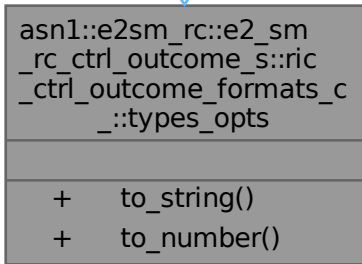 asn1::e2sm_rc::e2_sm
_rc_ctrl_outcome_s::ric
_ctrl_outcome_formats_c
_::types_opts
+ to_string()
+ to_number()